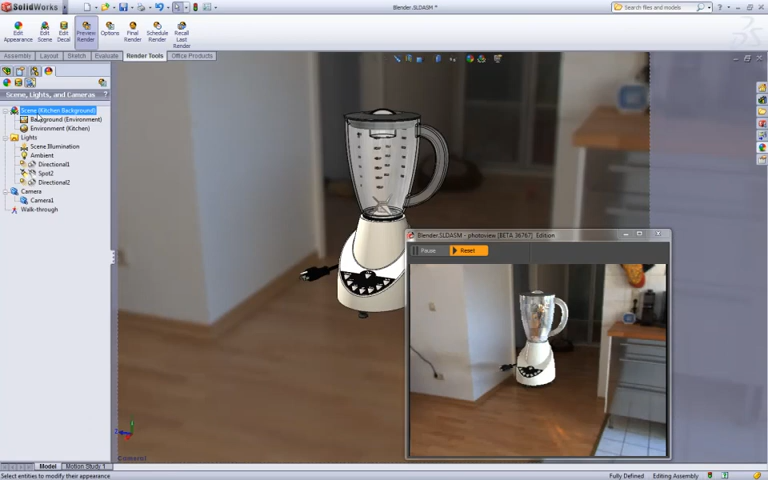 SolidWorks
Blender.SLDASM *
Search files and models
Edit Appearance
Edit Scene
Edit Decal
Preview Render
Options
Final Render
Schedule Render
Recall Last Render
Assembly
Layout
Sketch
Evaluate
Render Tools
Office Products
Scene, Lights, and Cameras
?
Scene (Kitchen Background)
Background (Environment)
Environment (Kitchen)
Lights
Scene Illumination
Ambient
Directional1
Spot2
Directional2
Camera
Camera1
Walk-through
Blender.SLDASM - photoview [BETA 36767] Edition
Pause
Reset
Model
Motion Study 1
Select entities to modify their appearance
Fully Defined
Editing Assembly